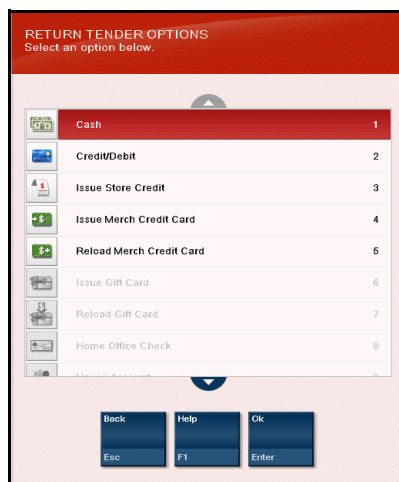 RETURN TENDER OPTIONS
Select an option below.
Cash 1
Credit/Debit 2
Issue Store Credit 3
Issue Merch Credit Card 4
Reload Merch Credit Card 5
Issue Gift Card 6
Reload Gift Card 7
Home Office Check 8
Back Help Ok
Esc F1 Enter